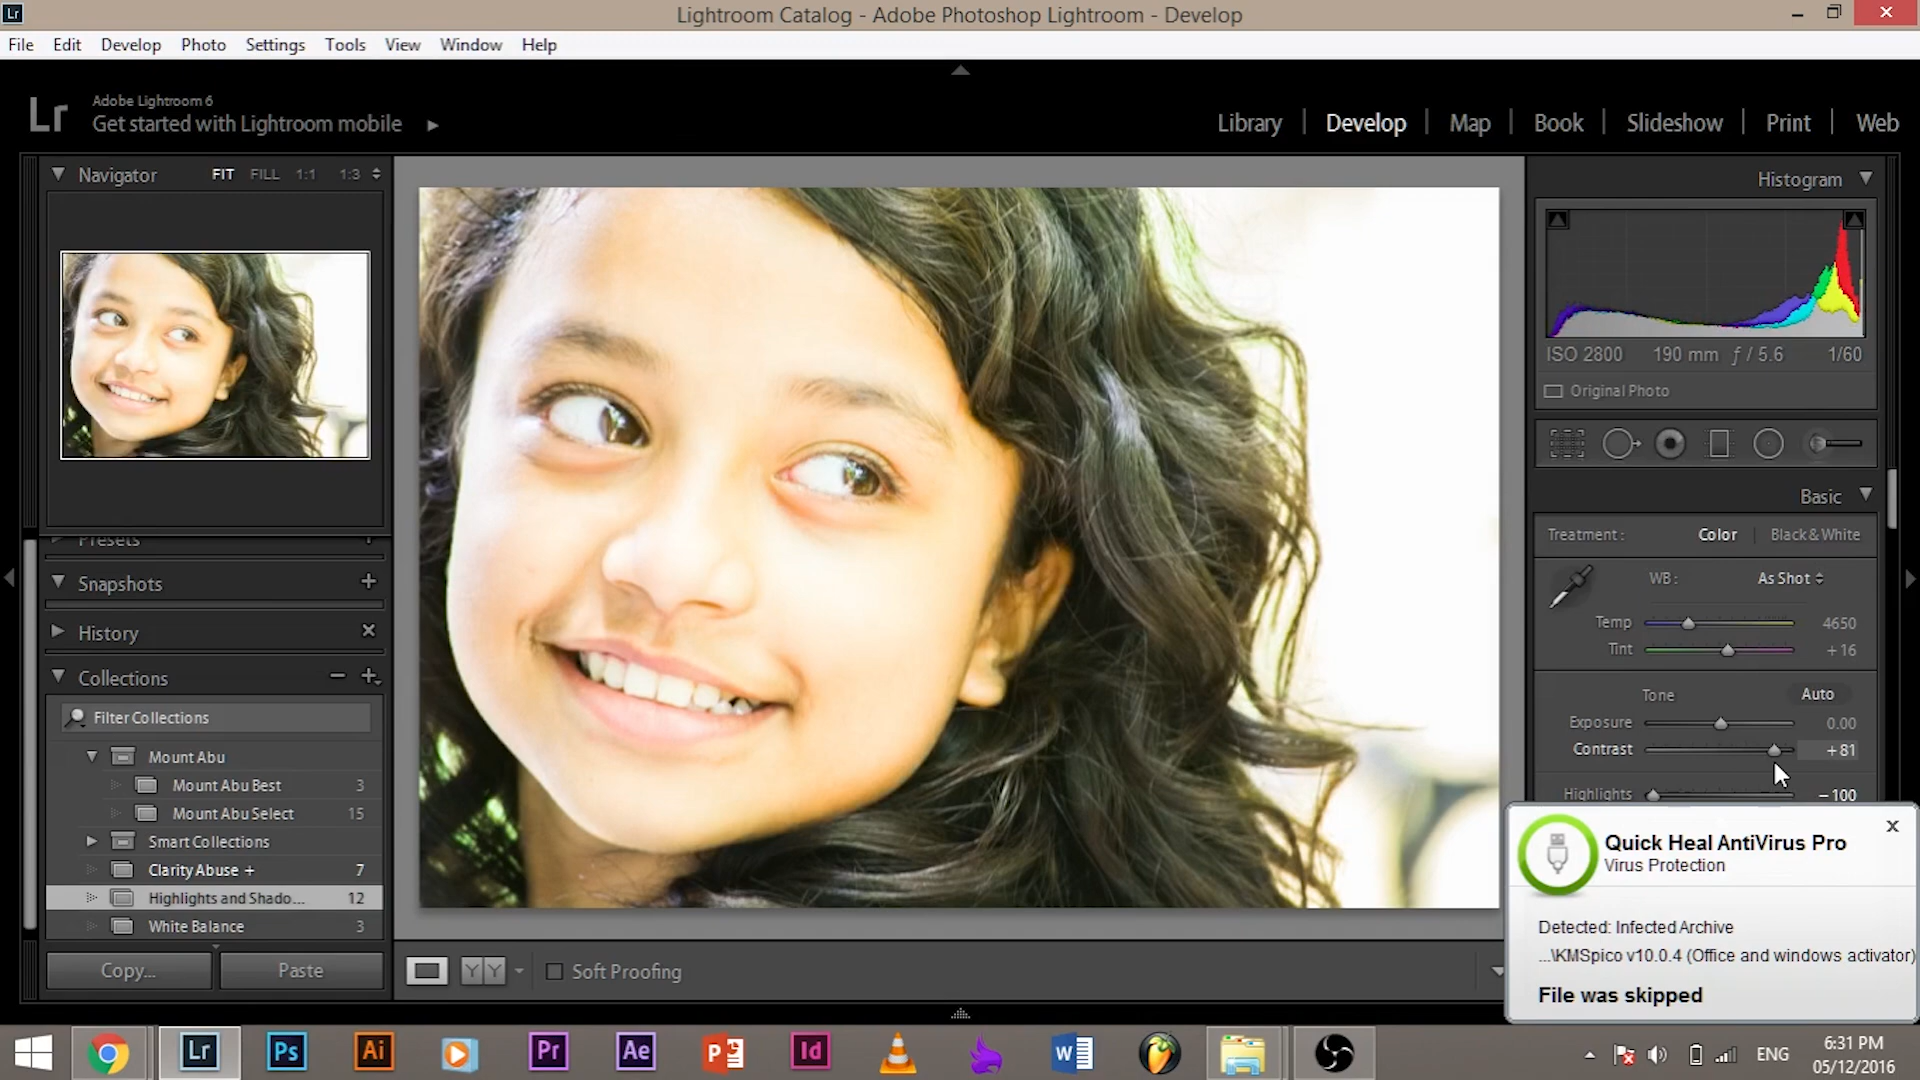 Lr
Lightroom Catalog - Adobe Photoshop Lightroom - Develop
File Edit Develop Photo Settings Tools View Window Help
Lr
Adobe Lightroom 6
Get started with Lightroom mobile
Library Develop Map Book Slideshow Print Web
Navigator FIT FILL 1:1 1:3
Presets
Snapshots
History
Collections
Filter Collections
Mount Abu
Mount Abu Best 3
Mount Abu Select 15
Smart Collections
Clarity Abuse + 7
Highlights and Shado... 12
White Balance 3
Copy... Paste
YY Soft Proofing
Histogram
ISO 2800 190 mm ƒ / 5.6 1/60
Original Photo
Basic
Treatment : Color Black & White
WB : As Shot
Temp 4650
Tint + 16
Tone Auto
Exposure 0.00
Contrast + 81
Highlights – 100
Quick Heal AntiVirus Pro
Virus Protection
Detected: Infected Archive
...\KMSpico v10.0.4 (Office and windows activator)
File was skipped
Lr Ps Ai Pr Ae P Id W
ENG
6:31 PM
05/12/2016